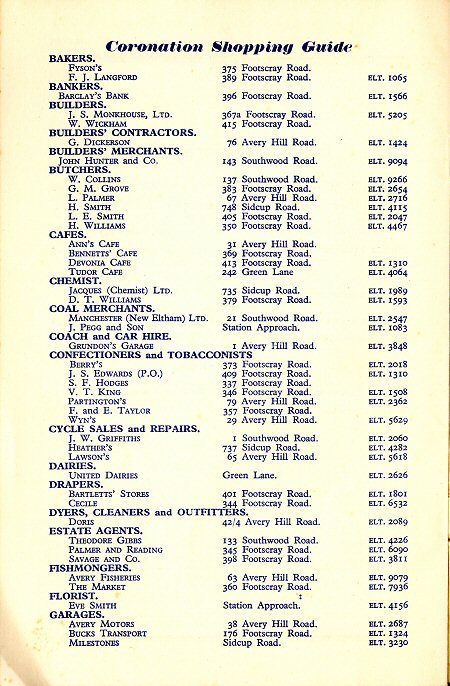 Coronation Shopping Guide
BAKERS.
Fyson's 375 Footscray Road.
F. J. Langford 389 Footscray Road. ELT. 1065
BANKERS.
Barclay's Bank 396 Footscray Road. ELT. 1566
BUILDERS.
J. S. Monkhouse, Ltd. 367a Footscray Road. ELT. 5205
W. Wickham 415 Footscray Road.
BUILDERS' CONTRACTORS.
G. Dickerson 76 Avery Hill Road. ELT. 1424
BUILDERS' MERCHANTS.
John Hunter and Co. 143 Southwood Road. ELT. 9094
BUTCHERS.
W. Collins 137 Southwood Road. ELT. 9266
G. M. Grove 383 Footscray Road. ELT. 2654
L. Palmer 67 Avery Hill Road. ELT. 2716
H. Smith 748 Sidcup Road. ELT. 4115
L. E. Smith 405 Footscray Road. ELT. 2047
H. Williams 350 Footscray Road. ELT. 4467
CAFES.
Ann's Cafe 31 Avery Hill Road.
Bennetts' Cafe 369 Footscray Road.
Devonia Cafe 413 Footscray Road. ELT. 1310
Tudor Cafe 242 Green Lane ELT. 4064
CHEMIST.
Jacques (Chemist) Ltd. 735 Sidcup Road. ELT. 1989
D. T. Williams 379 Footscray Road. ELT. 1593
COAL MERCHANTS.
Manchester (New Eltham) Ltd. 21 Southwood Road. ELT. 2547
J. Pegg and Son Station Approach. ELT. 1083
COACH and CAR HIRE.
Grundon's Garage 1 Avery Hill Road. ELT. 3848
CONFECTIONERS and TOBACCONISTS
Berry's 373 Footscray Road. ELT. 2018
J. S. Edwards (P.O.) 409 Footscray Road. ELT. 1310
S. F. Hodges 337 Footscray Road.
V. T. King 346 Footscray Road. ELT. 1508
Partington's 79 Avery Hill Road. ELT. 2362
F. and E. Taylor 357 Footscray Road.
Wyn's 29 Avery Hill Road. ELT. 5629
CYCLE SALES and REPAIRS.
J. W. Griffiths 1 Southwood Road. ELT. 2060
Heather's 737 Sidcup Road. ELT. 4282
Lawson's 65 Avery Hill Road. ELT. 5618
DAIRIES.
United Dairies Green Lane. ELT. 2626
DRAPERS.
Bartletts' Stores 401 Footscray Road. ELT. 1801
Cecile 344 Footscray Road. ELT. 6532
DYERS, CLEANERS and OUTFITTERS.
Doris 42/4 Avery Hill Road. ELT. 2089
ESTATE AGENTS.
Theodore Gibbs 133 Southwood Road. ELT. 4226
Palmer and Reading 345 Footscray Road. ELT. 6090
Savage and Co. 398 Footscray Road. ELT. 3811
FISHMONGERS.
Avery Fisheries 63 Avery Hill Road. ELT. 9079
The Market 360 Footscray Road. ELT. 7936
FLORIST.
Eve Smith Station Approach. ELT. 4156
GARAGES.
Avery Motors 38 Avery Hill Road. ELT. 2687
Bucks Transport 176 Footscray Road. ELT. 1324
Milestones Sidcup Road. ELT. 3230